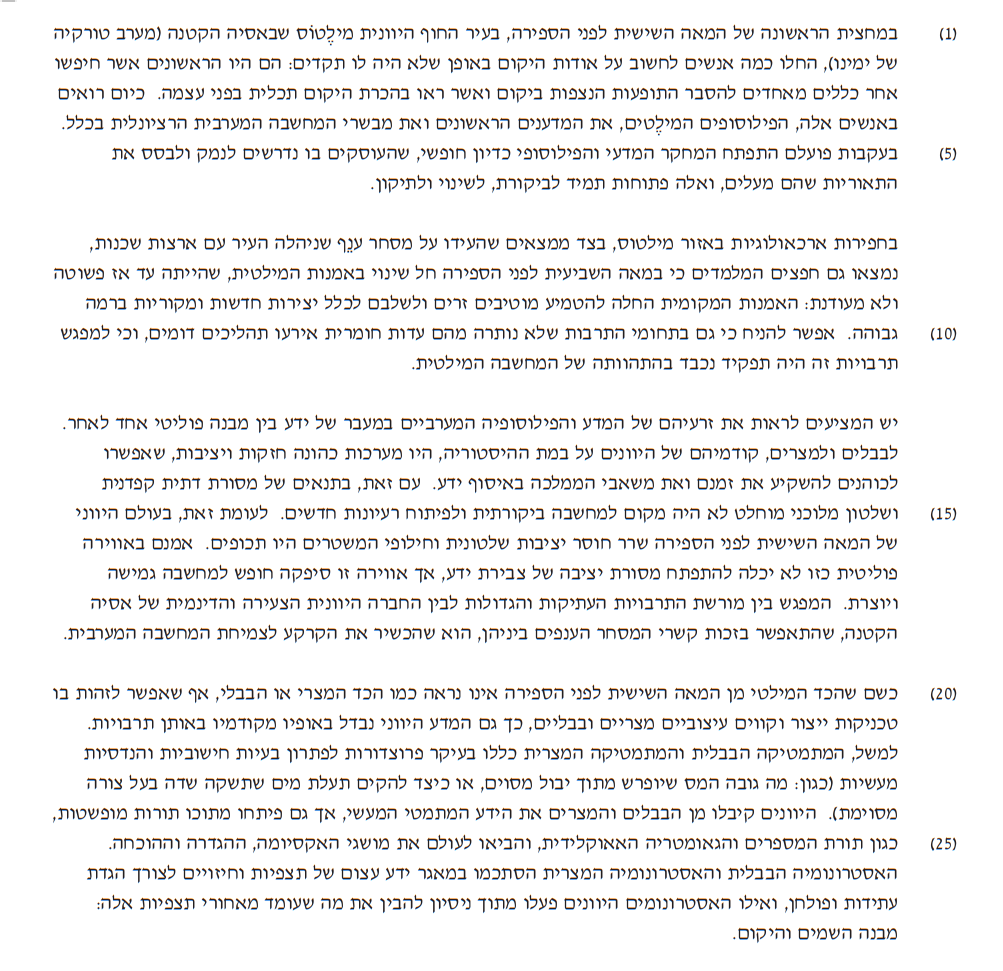 (1) במחצית הראשונה של המאה השישית לפני הספירה, בעיר החוף היוונית מילֶטוֹס שבאסיה הקטנה (מערב טורקיה
של ימינו), החלו כמה אנשים לחשוב על אודות היקום באופן שלא היה לו תקדים: הם היו הראשונים אשר חיפשו
אחר כללים מאחדים להסבר התופעות הנצפות ביקום ואשר ראו בהכרת היקום תכלית בפני עצמה. כיום רואים
באנשים אלה, הפילוסופים המילֶטים, את המדענים הראשונים ואת מבשרי המחשבה המערבית הרציונלית בכלל.
(5) בעקבות פועלם התפתח המחקר המדעי והפילוסופי כדיון חופשי, שהעוסקים בו נדרשים לנמק ולבסס את
התאוריות שהם מעלים, ואלה פתוחות תמיד לביקורת, לשינוי ולתיקון.
בחפירות ארכאולוגיות באזור מילטוס, בצד ממצאים שהעידו על מסחר ענֵף שניהלה העיר עם ארצות שכנות,
נמצאו גם חפצים המלמדים כי במאה השביעית לפני הספירה חל שינוי באמנות המילטית, שהייתה עד אז פשוטה
ולא מעודנת: האמנות המקומית החלה להטמיע מוטיבים זרים ולשלבם לכלל יצירות חדשות ומקוריות ברמה
(10) גבוהה. אפשר להניח כי גם בתחומי התרבות שלא נותרה מהם עדות חומרית אירעו תהליכים דומים, וכי למפגש
תרבויות זה היה תפקיד נכבד בהתהוותה של המחשבה המילטית.
יש המציעים לראות את זרעיהם של המדע והפילוסופיה המערביים במעבר של ידע בין מבנה פוליטי אחד לאחר.
לבבלים ולמצרים, קודמיהם של היוונים על במת ההיסטוריה, היו מערכות כהונה חזקות ויציבות, שאפשרו
לכוהנים להשקיע את זמנם ואת משאבי הממלכה באיסוף ידע. עם זאת, בתנאים של מסורת דתית קפדנית
(15) ושלטון מלוכני מוחלט לא היה מקום למחשבה ביקורתית ולפיתוח רעיונות חדשים. לעומת זאת, בעולם היווני
של המאה השישית לפני הספירה שרר חוסר יציבות שלטונית וחילופי המשטרים היו תכופים. אמנם באווירה
פוליטית כזו לא יכלה להתפתח מסורת יציבה של צבירת ידע, אך אווירה זו סיפקה חופש למחשבה גמישה
ויוצרת. המפגש בין מורשת התרבויות העתיקות והגדולות לבין החברה היוונית הצעירה והדינמית של אסיה
הקטנה, שהתאפשר בזכות קשרי המסחר הענפים ביניהן, הוא שהכשיר את הקרקע לצמיחת המחשבה המערבית.
(20) כשם שהכד המילטי מן המאה השישית לפני הספירה אינו נראה כמו הכד המצרי או הבבלי, אף שאפשר לזהות בו
טכניקות ייצור וקווים עיצוביים מצריים ובבליים, כך גם המדע היווני נבדל באופיו מקודמיו באותן תרבויות.
למשל, המתמטיקה הבבלית והמתמטיקה המצרית כללו בעיקר פרוצדורות לפתרון בעיות חישוביות והנדסיות
מעשיות (כגון: מה גובה המס שיופרש מתוך יבול מסוים, או כיצד להקים תעלת מים שתשקה שדה בעל צורה
מסוימת). היוונים קיבלו מן הבבלים והמצרים את הידע המתמטי המעשי, אך גם פיתחו מתוכו תורות מופשטות,
(25) כגון תורת המספרים והגאומטריה האאוקלידית, והביאו לעולם את מושגי האקסיומה, ההגדרה וההוכחה.
האסטרונומיה הבבלית והאסטרונומיה המצרית הסתכמו במאגר ידע עצום של תצפיות וחיזויים לצורך הגדת
עתידות ופולחן, ואילו האסטרונומים היוונים פעלו מתוך ניסיון להבין את מה שעומד מאחורי תצפיות אלה:
מבנה השמים והיקום.